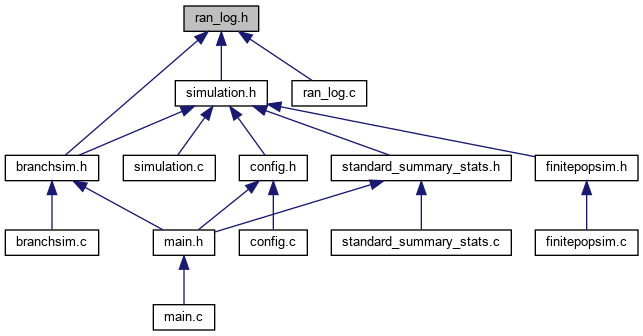 ran_log.h
simulation.h
ran_log.c
branchsim.h
simulation.c
config.h
standard_summary_stats.h
finitepopsim.h
branchsim.c
main.h
config.c
standard_summary_stats.c
finitepopsim.c
main.c